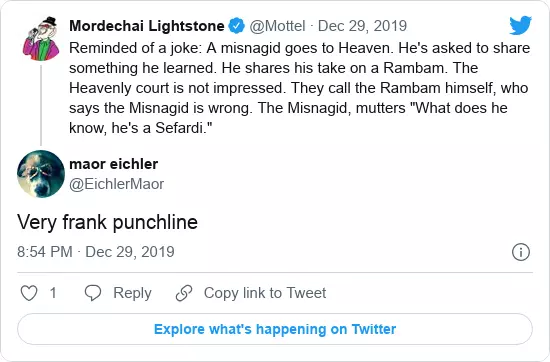 Mordechai Lightstone @Mottel · Dec 29, 2019
Reminded of a joke: A misnagid goes to Heaven. He's asked to share
something he learned. He shares his take on a Rambam. The
Heavenly court is not impressed. They call the Rambam himself, who
says the Misnagid is wrong. The Misnagid, mutters "What does he
know, he's a Sefardi."
maor eichler
@EichlerMaor
Very frank punchline
8:54 PM · Dec 29, 2019
1 Reply Copy link to Tweet
Explore what's happening on Twitter